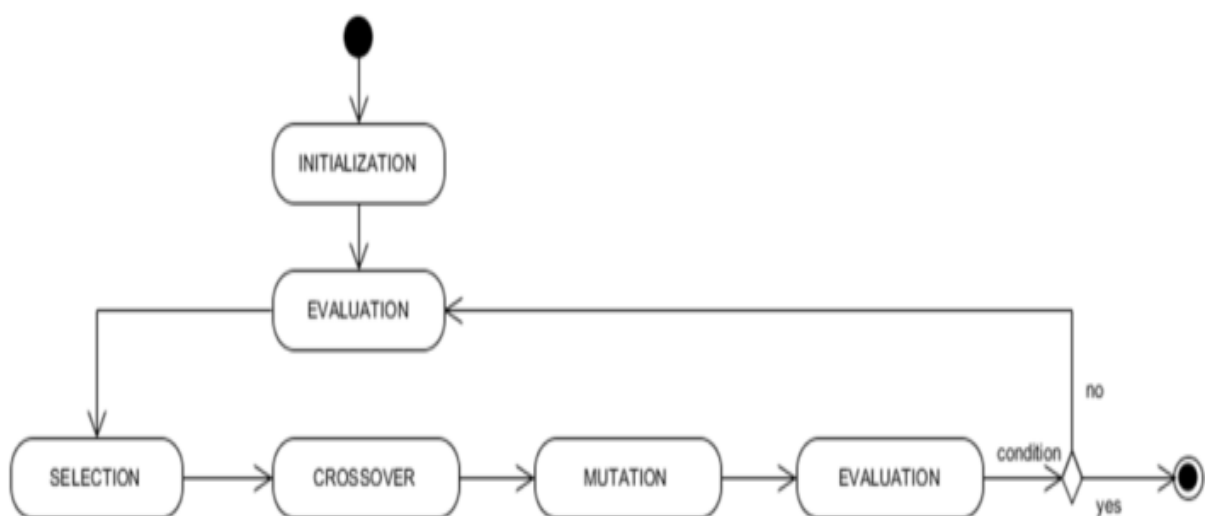 INITIALIZATION
EVALUATION
no
SELECTION
CROSSOVER
MUTATION
EVALUATION
condition
yes